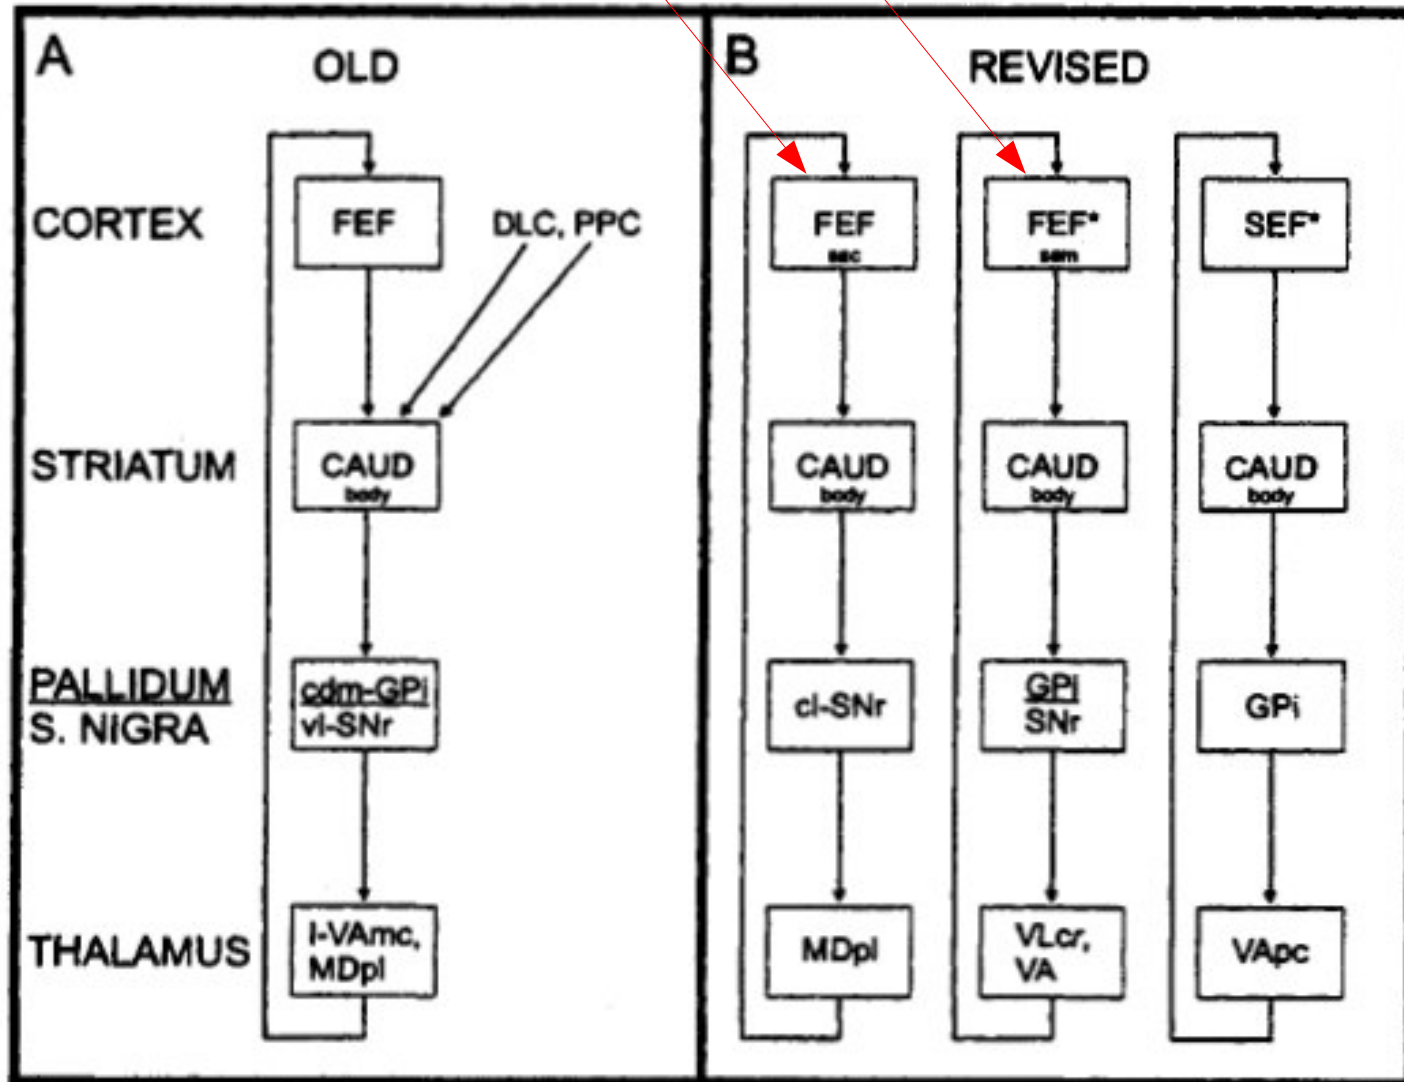 A
OLD
B
REVISED
CORTEX
FEF
DLC, PPC
FEF
sac
FEF*
sem
SEF*
STRIATUM
CAUD
body
CAUD
body
CAUD
body
CAUD
body
PALLIDUM
S. NIGRA
cdm-GPi
vl-SNr
cl-SNr
GPi
SNr
GPi
THALAMUS
l-VAmc,
MDpl
MDpl
VLcr,
VA
VApc